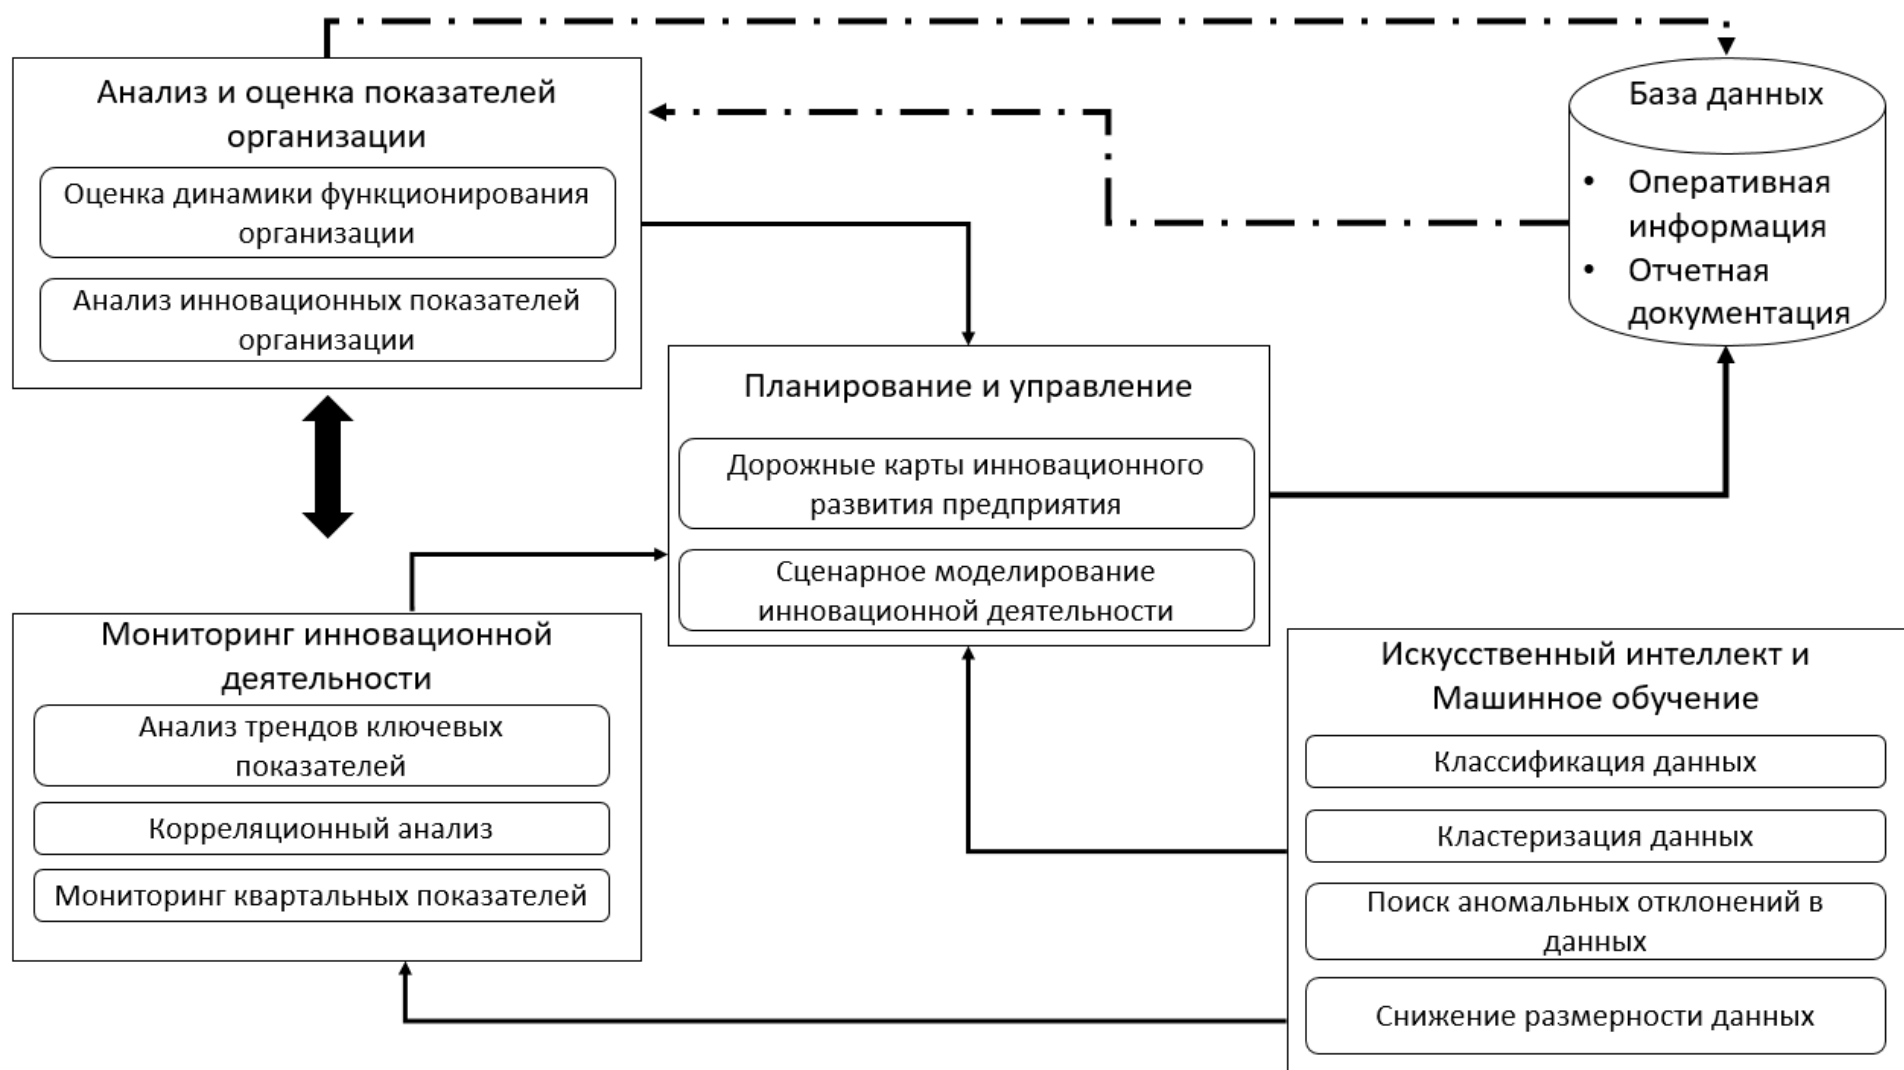 Анализ и оценка показателей
организации
Оценка динамики функционирования
организации
Анализ инновационных показателей
организации
База данных
• Оперативная
информация
• Отчетная
документация
Планирование и управление
Дорожные карты инновационного
развития предприятия
Сценарное моделирование
инновационной деятельности
Мониторинг инновационной
деятельности
Анализ трендов ключевых
показателей
Корреляционный анализ
Мониторинг квартальных показателей
Искусственный интеллект и
Машинное обучение
Классификация данных
Кластеризация данных
Поиск аномальных отклонений в
данных
Снижение размерности данных